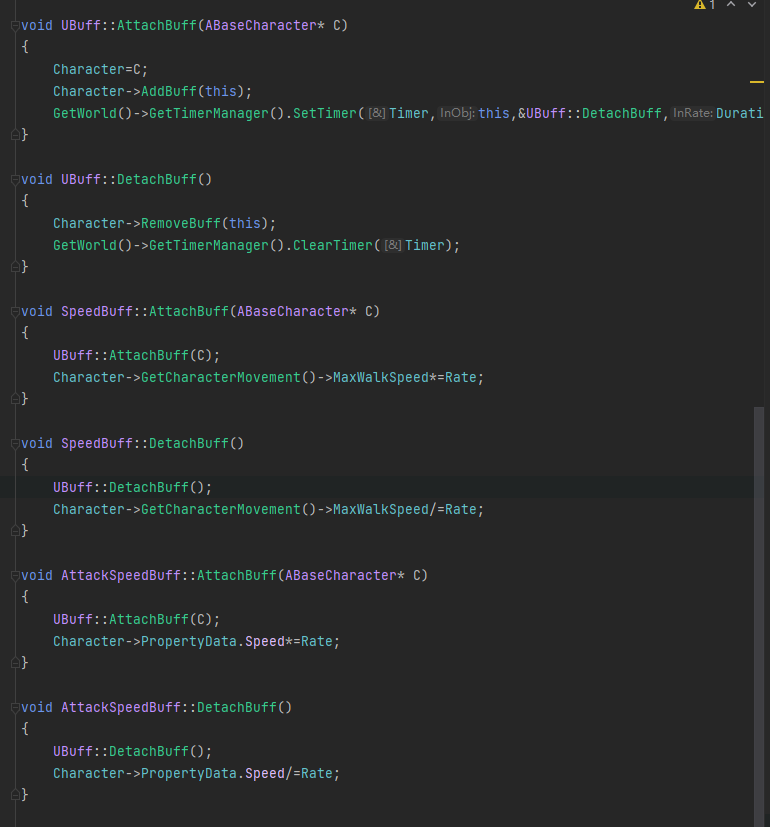 1
void UBuff::AttachBuff(ABaseCharacter* C)
{
    Character=C;
    Character->AddBuff(this);
    GetWorld()->GetTimerManager().SetTimer([&]Timer,InObj:this,&UBuff::DetachBuff,InRate:Durati
}
void UBuff::DetachBuff()
{
    Character->RemoveBuff(this);
    GetWorld()->GetTimerManager().ClearTimer([&]Timer);
}
void SpeedBuff::AttachBuff(ABaseCharacter* C)
{
    UBuff::AttachBuff(C);
    Character->GetCharacterMovement()->MaxWalkSpeed*=Rate;
}
void SpeedBuff::DetachBuff()
{
    UBuff::DetachBuff();
    Character->GetCharacterMovement()->MaxWalkSpeed/=Rate;
}
void AttackSpeedBuff::AttachBuff(ABaseCharacter* C)
{
    UBuff::AttachBuff(C);
    Character->PropertyData.Speed*=Rate;
}
void AttackSpeedBuff::DetachBuff()
{
    UBuff::DetachBuff();
    Character->PropertyData.Speed/=Rate;
}